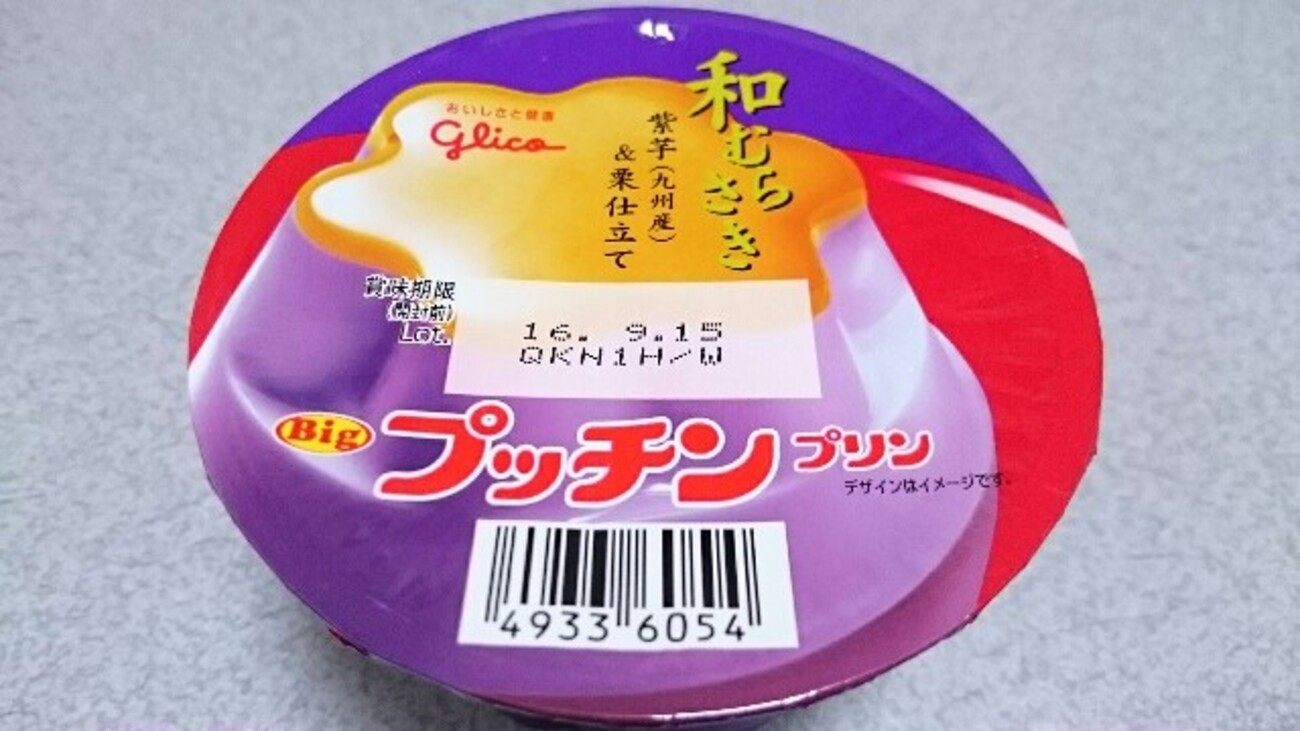 おいしさと健康
Glico
和むらさき
紫芋(九州産)
&栗仕立て
賞味期限
(開封前)
Lot.
16. 9.15
QKN1H/W
Big プッチンプリン
デザインはイメージです。
4933 6054